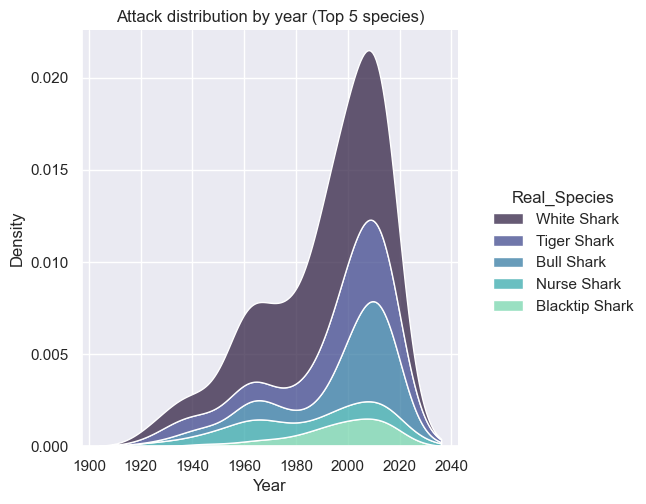 Attack distribution by year (Top 5 species)
0.020
0.015
0.010
0.005
0.000
Density
1900 1920 1940 1960 1980 2000 2020 2040
Year
Real_Species
White Shark
Tiger Shark
Bull Shark
Nurse Shark
Blacktip Shark